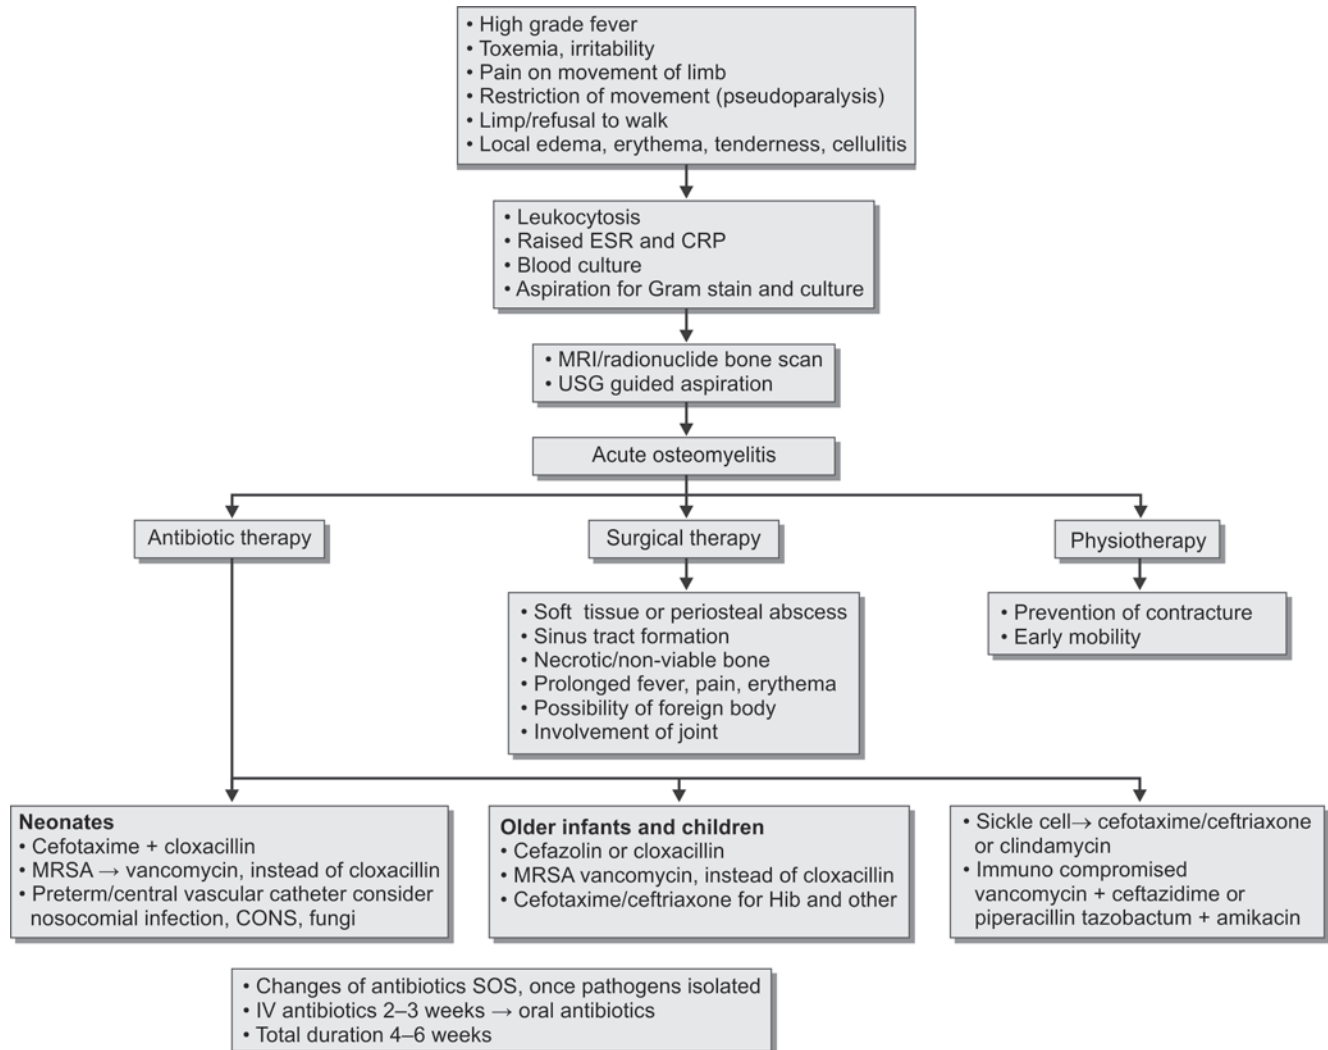 • High grade fever
• Toxemia, irritability
• Pain on movement of limb
• Restriction of movement (pseudoparalysis)
• Limp/refusal to walk
• Local edema, erythema, tenderness, cellulitis
• Leukocytosis
• Raised ESR and CRP
• Blood culture
• Aspiration for Gram stain and culture
• MRI/radionuclide bone scan
• USG guided aspiration
Acute osteomyelitis
Antibiotic therapy
Surgical therapy
Physiotherapy
• Soft tissue or periosteal abscess
• Sinus tract formation
• Necrotic/non-viable bone
• Prolonged fever, pain, erythema
• Possibility of foreign body
• Involvement of joint
• Prevention of contracture
• Early mobility
Neonates
• Cefotaxime + cloxacillin
• MRSA → vancomycin, instead of cloxacillin
• Preterm/central vascular catheter consider
nosocomial infection, CONS, fungi
Older infants and children
• Cefazolin or cloxacillin
• MRSA vancomycin, instead of cloxacillin
• Cefotaxime/ceftriaxone for Hib and other
• Sickle cell→ cefotaxime/ceftriaxone
or clindamycin
• Immuno compromised
vancomycin + ceftazidime or
piperacillin tazobactum + amikacin
• Changes of antibiotics SOS, once pathogens isolated
• IV antibiotics 2–3 weeks → oral antibiotics
• Total duration 4–6 weeks